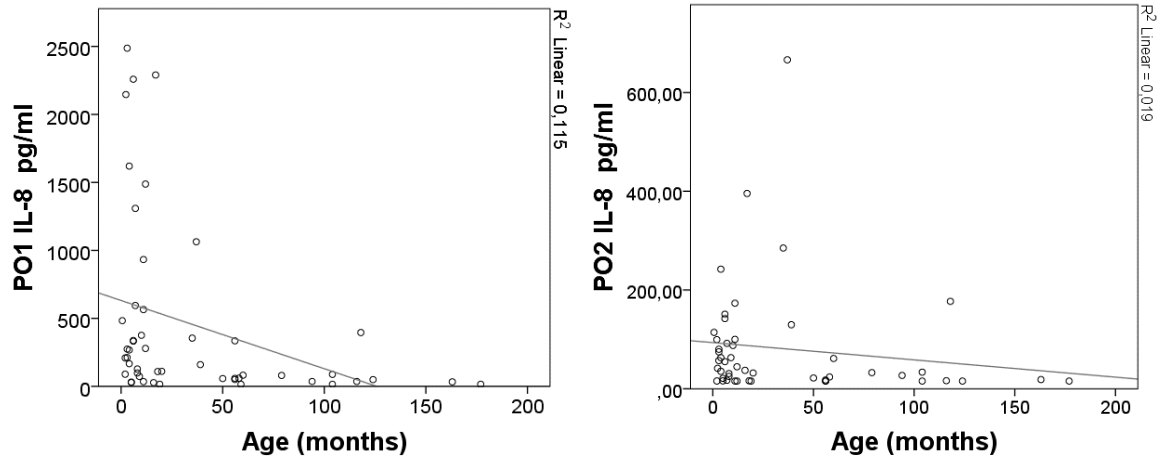 PO1 IL-8 pg/ml
2500
2000
1500
1000
500
0
0 50 100 150 200
Age (months)
R² Linear = 0,115
PO2 IL-8 pg/ml
600,00
400,00
200,00
,00
0 50 100 150 200
Age (months)
R² Linear = 0,019